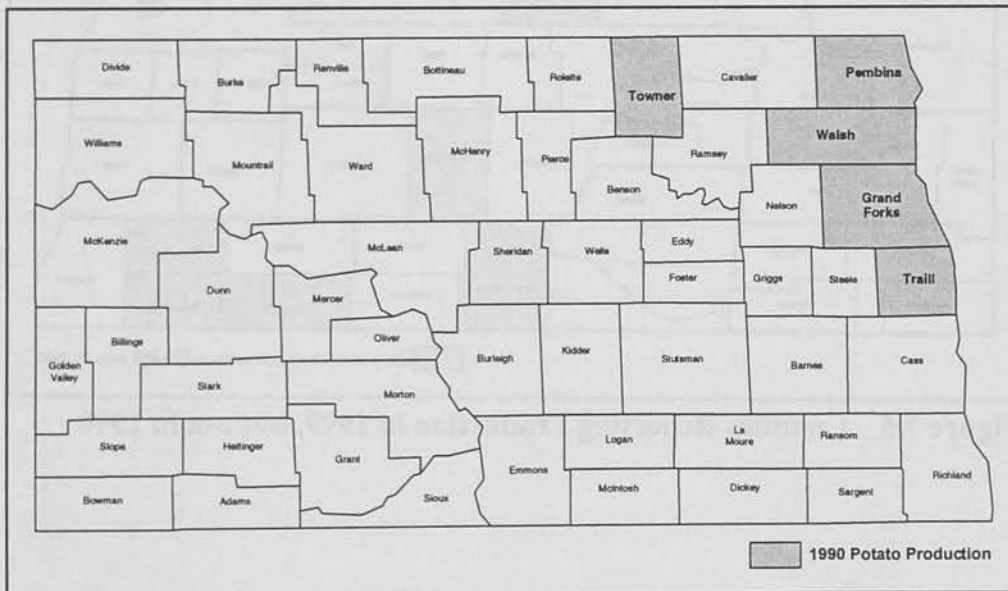 Divide
Burke
Renville
Bottineau
Rolette
Towner
Cavalier
Pembina
Williams
Mountrail
Ward
McHenry
Pierce
Benson
Ramsey
Walsh
Nelson
Grand
Forks
McKenzie
Dunn
McLean
Mercer
Oliver
Sheridan
Wells
Eddy
Foster
Griggs
Steele
Traill
Golden
Valley
Billings
Stark
Morton
Burleigh
Kidder
Stutsman
Barnes
Cass
Slope
Hettinger
Grant
Emmons
Logan
La
Moure
Ransom
Richland
Bowman
Adams
Sioux
McIntosh
Dickey
Sargent
1990 Potato Production